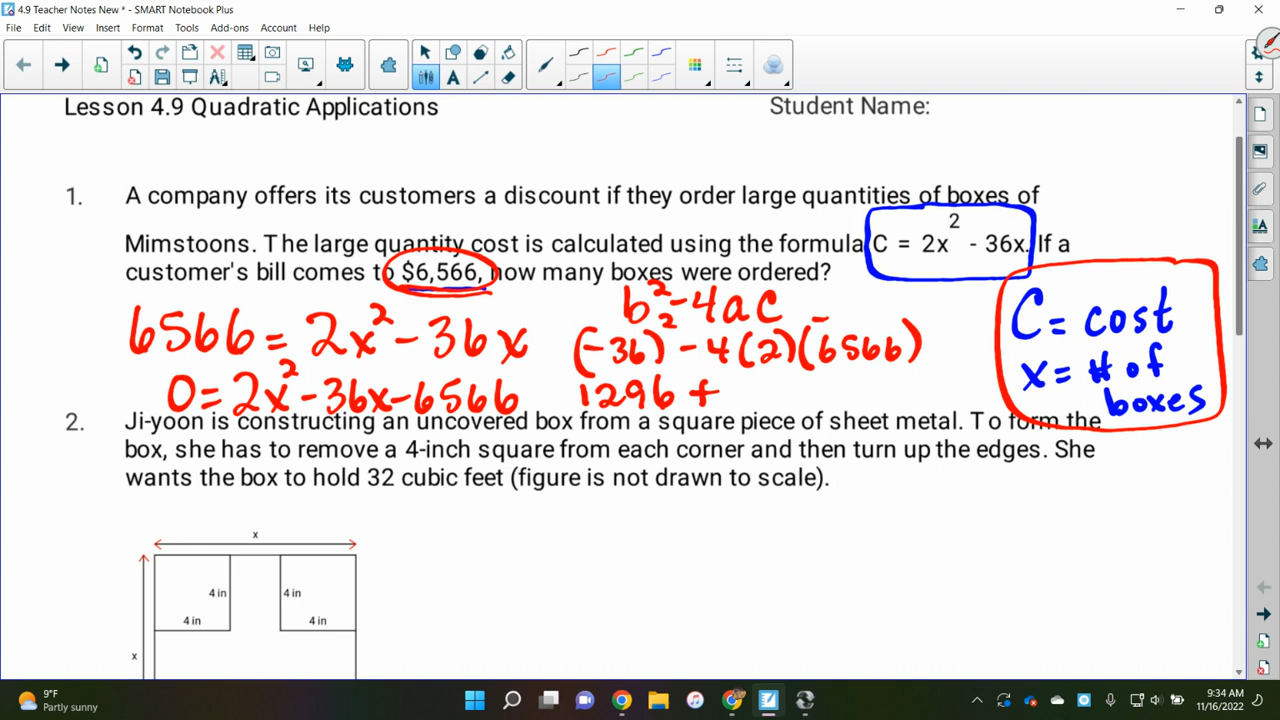 4.9 Teacher Notes New * - SMART Notebook Plus
File Edit View Insert Format Tools Add-ons Account Help
Lesson 4.9 Quadratic Applications Student Name:
1. A company offers its customers a discount if they order large quantities of boxes of
Mimstoons. The large quantity cost is calculated using the formula C = 2x² - 36x. If a
customer's bill comes to $6,566, how many boxes were ordered?
b² - 4ac
6566 = 2x² - 36x
(-36)² - 4(2)(-6566)
0 = 2x² - 36x - 6566
1296 +
C = cost
x = # of
boxes
2. Ji-yoon is constructing an uncovered box from a square piece of sheet metal. To form the
box, she has to remove a 4-inch square from each corner and then turn up the edges. She
wants the box to hold 32 cubic feet (figure is not drawn to scale).
x
4 in 4 in
4 in 4 in
x
9°F
Partly sunny
9:34 AM
11/16/2022